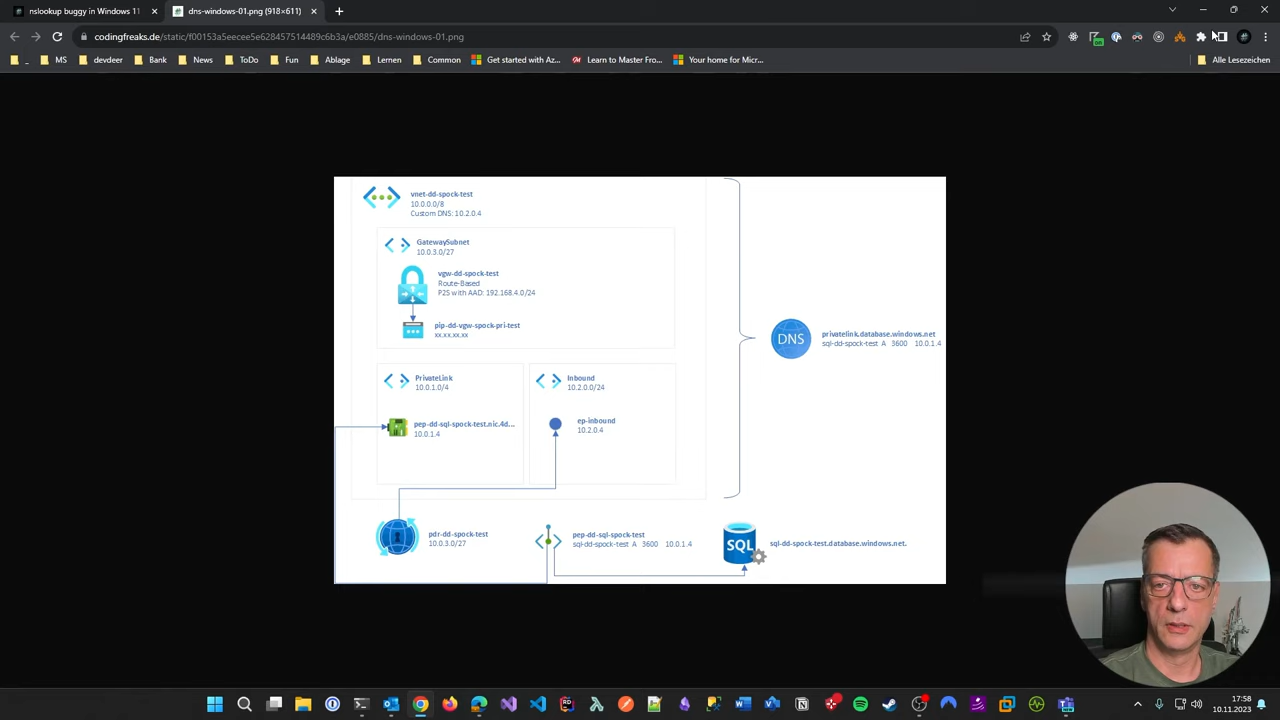 nslookup buggy in Windows 11
dns-windows-01.png (918×611)
codingfreaks.de/static/f00153a5eecee5e628457514489c6b3a/e0885/dns-windows-01.png
_
MS
devdeer
Bank
News
ToDo
Fun
Ablage
Lernen
Common
Get started with Az...
Learn to Master Fro...
Your home for Micr...
Alle Lesezeichen
vnet-dd-spock-test
10.0.0.0/8
Custom DNS: 10.2.0.4
GatewaySubnet
10.0.3.0/27
vgw-dd-spock-test
Route-Based
P2S with AAD: 192.168.4.0/24
pip-dd-vgw-spock-pri-test
xx.xx.xx.xx
DNS
privatelink.database.windows.net
sql-dd-spock-test A 3600 10.0.1.4
PrivateLink
10.0.1.0/4
Inbound
10.2.0.0/24
pep-dd-sql-spock-test.nic.4d...
10.0.1.4
ep-inbound
10.2.0.4
pdr-dd-spock-test
10.0.3.0/27
pep-dd-sql-spock-test
sql-dd-spock-test A 3600 10.0.1.4
SQL
sql-dd-spock-test.database.windows.net.
17:58
10.11.2023